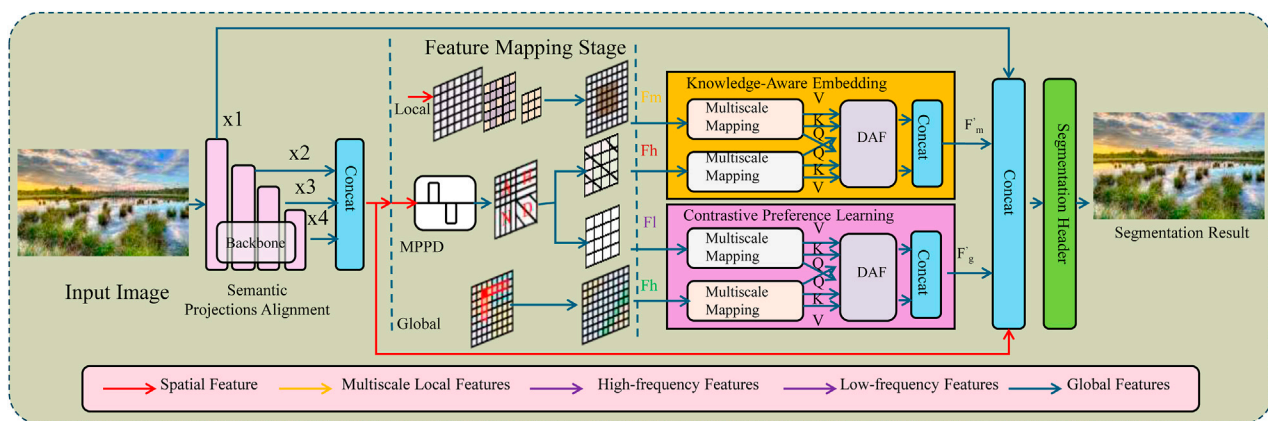 Feature Mapping Stage
x1
x2
x3
x4
Backbone
Concat
Input Image
Semantic
Projections Alignment
Local
MPPD
Global
A
H
V
D
Fm
Fh
Fl
Fh
Knowledge-Aware Embedding
Multiscale
Mapping
Multiscale
Mapping
V
K
Q
Q
K
V
DAF
Concat
F'm
Contrastive Preference Learning
Multiscale
Mapping
Multiscale
Mapping
V
K
Q
Q
K
V
DAF
Concat
F'g
Concat
Segmentation Header
Segmentation Result
Spatial Feature
Multiscale Local Features
High-frequency Features
Low-frequency Features
Global Features